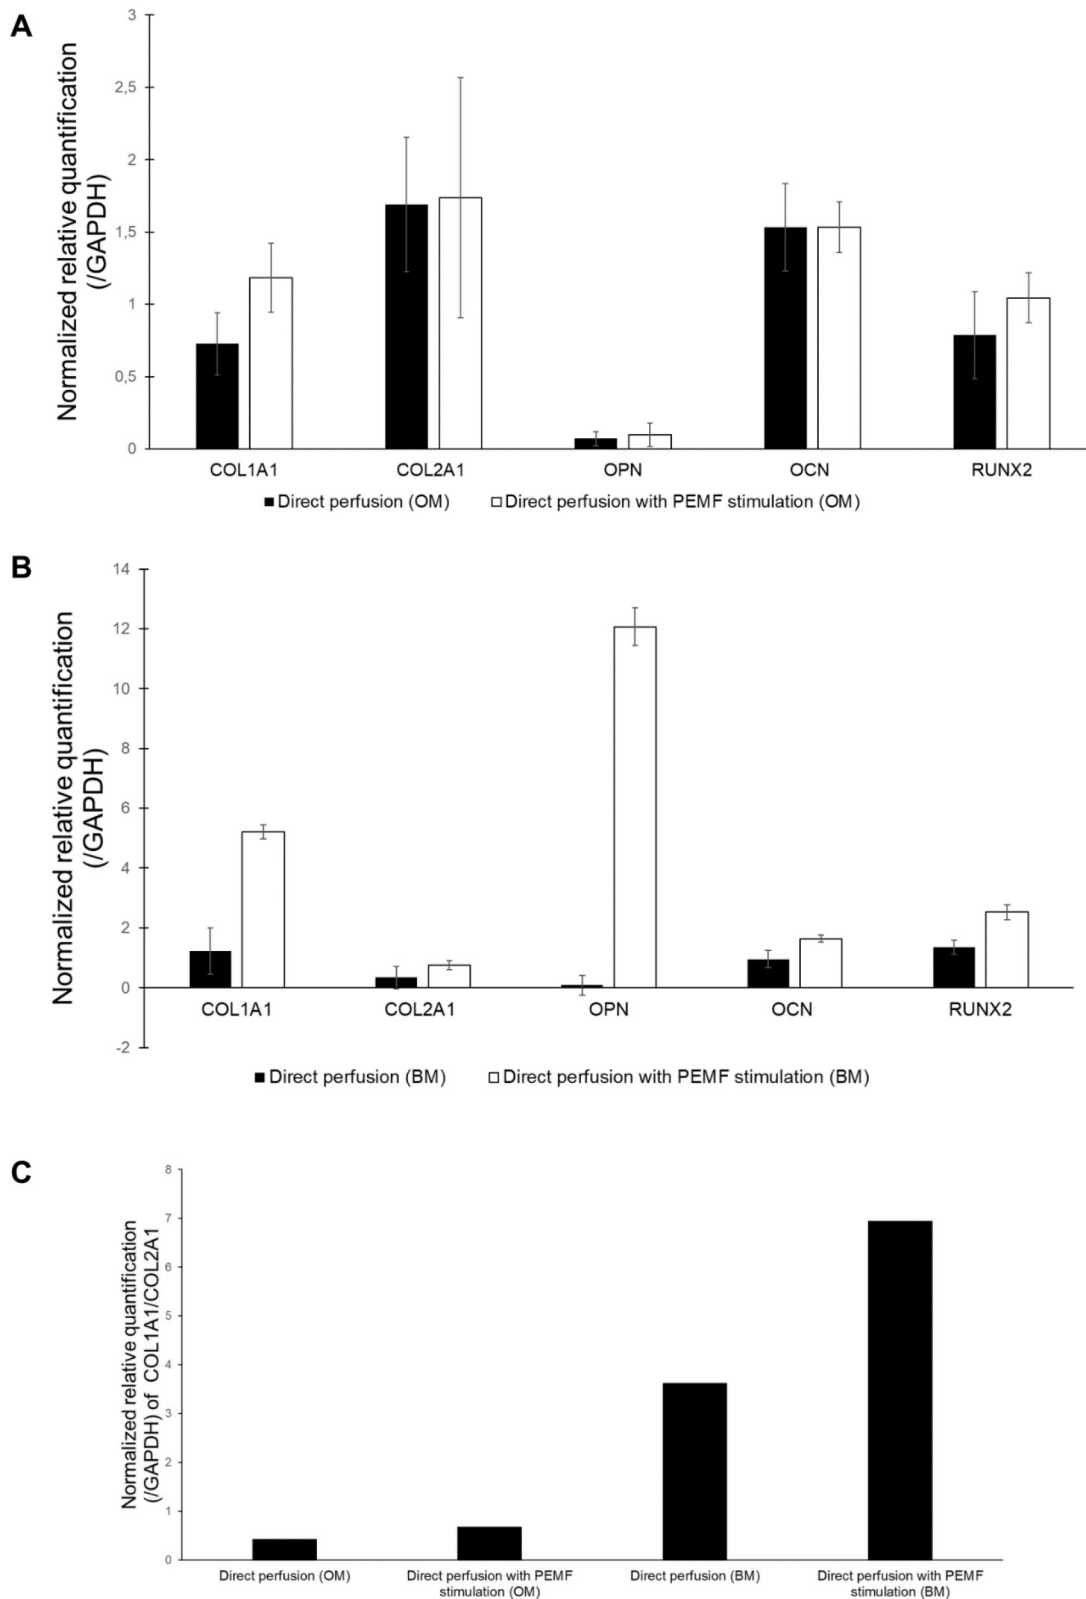 A
Normalized relative quantification
(/GAPDH)
3
2,5
2
1,5
1
0,5
0
COL1A1 COL2A1 OPN OCN RUNX2
Direct perfusion (OM) Direct perfusion with PEMF stimulation (OM)
B
Normalized relative quantification
(/GAPDH)
14
12
10
8
6
4
2
0
-2
COL1A1 COL2A1 OPN OCN RUNX2
Direct perfusion (BM) Direct perfusion with PEMF stimulation (BM)
C
Normalized relative quantification
(/GAPDH) of COL1A1/COL2A1
8
7
6
5
4
3
2
1
0
Direct perfusion (OM) Direct perfusion with PEMF Direct perfusion (BM) Direct perfusion with PEMF
stimulation (OM) stimulation (BM)